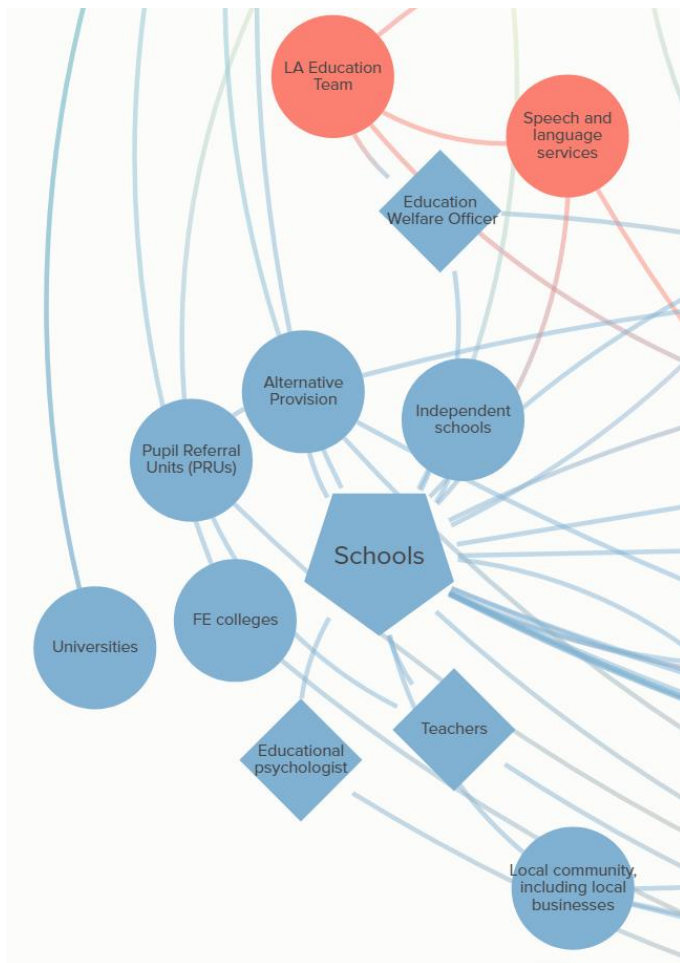 LA Education
Team
Speech and
language
services
Education
Welfare Officer
Alternative
Provision
Independent
schools
Pupil Referral
Units (PRUs)
Schools
FE colleges
Universities
Teachers
Educational
psychologist
Local community,
including local
businesses